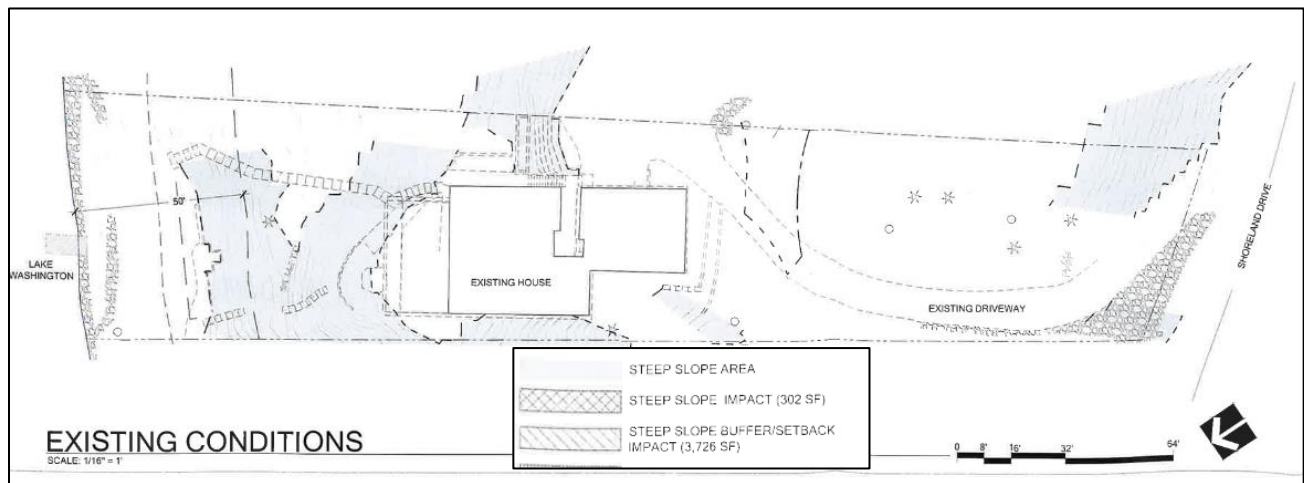 50'
LAKE
WASHINGTON
EXISTING HOUSE
EXISTING DRIVEWAY
SHORELAND DRIVE
STEEP SLOPE AREA
STEEP SLOPE IMPACT (302 SF)
STEEP SLOPE BUFFER/SETBACK
IMPACT (3,726 SF)
EXISTING CONDITIONS
SCALE: 1/16" = 1'
0 8' 16' 32' 64'